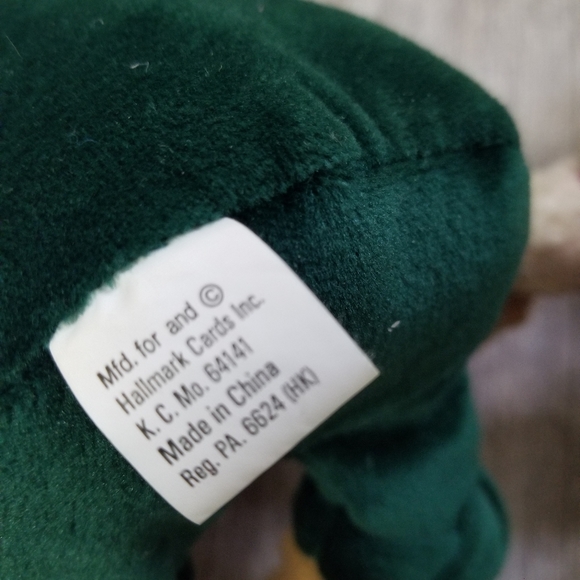 Mfd. for and ©
Hallmark Cards Inc.
K. C. Mo. 64141
Made in China
Reg. PA. 6624 (HK)